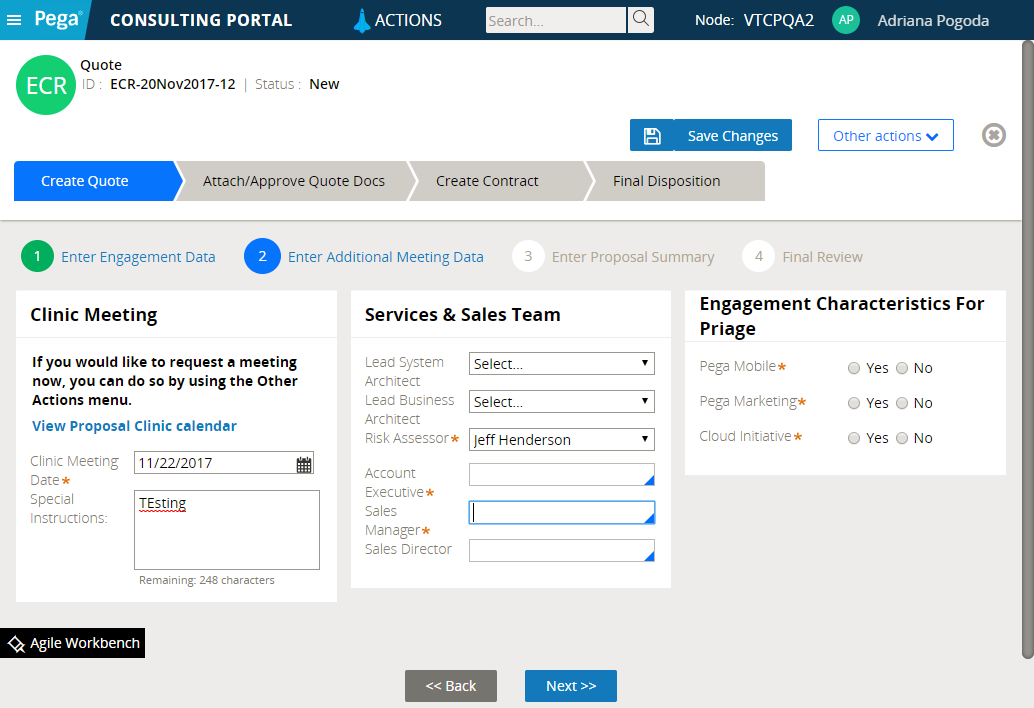 Pega® CONSULTING PORTAL ACTIONS Search... Node: VTCPQA2 AP Adriana Pogoda
ECR
Quote
ID : ECR-20Nov2017-12 | Status : New
Save Changes Other actions
Create Quote Attach/Approve Quote Docs Create Contract Final Disposition
1 Enter Engagement Data 2 Enter Additional Meeting Data 3 Enter Proposal Summary 4 Final Review
Clinic Meeting
If you would like to request a meeting
now, you can do so by using the Other
Actions menu.
View Proposal Clinic calendar
Clinic Meeting
Date* 11/22/2017
Special
Instructions: TEsting
Remaining: 248 characters
Services & Sales Team
Lead System
Architect Select...
Lead Business
Architect Select...
Risk Assessor* Jeff Henderson
Account
Executive*
Sales
Manager*
Sales Director
Engagement Characteristics For
Priage
Pega Mobile* Yes No
Pega Marketing* Yes No
Cloud Initiative* Yes No
Agile Workbench
<< Back Next >>